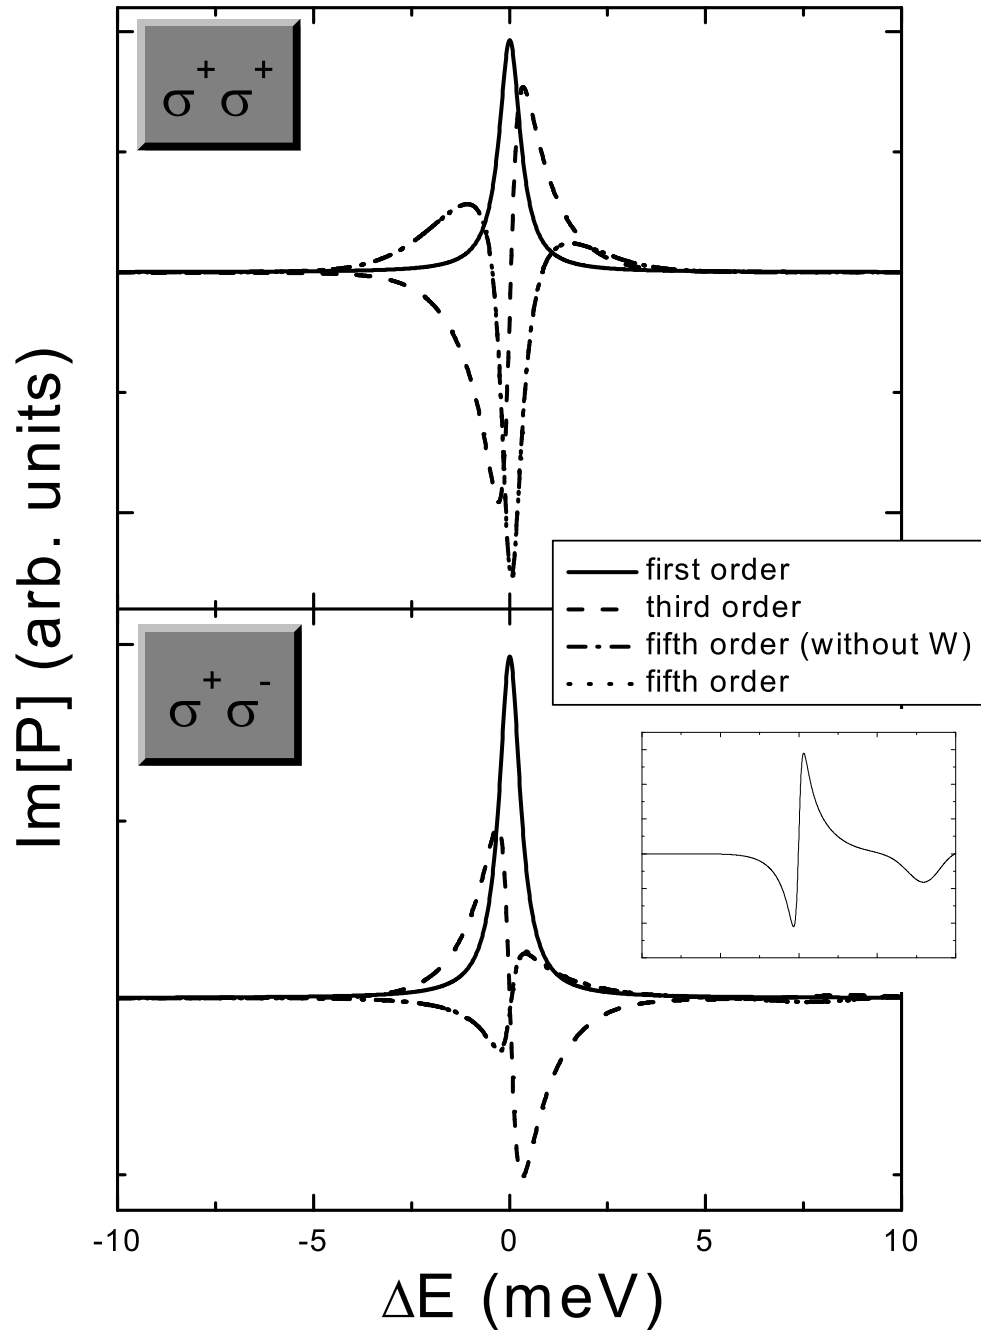 σ+ σ+
Im[P] (arb. units)
first order
third order
fifth order (without W)
fifth order
σ+ σ-
-10 -5 0 5 10
ΔE (meV)